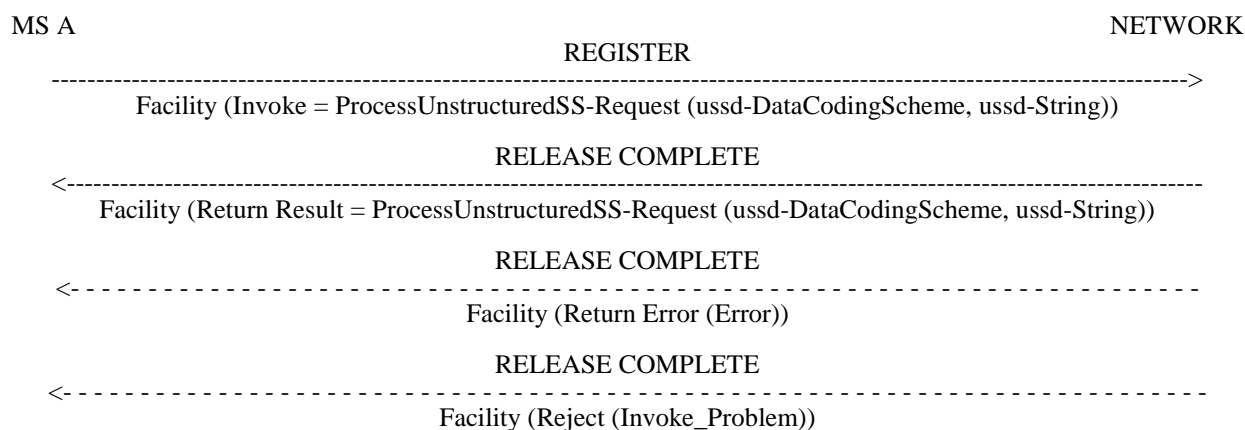 MS A NETWORK
REGISTER
Facility (Invoke = ProcessUnstructuredSS-Request (ussd-DataCodingScheme, ussd-String))
RELEASE COMPLETE
Facility (Return Result = ProcessUnstructuredSS-Request (ussd-DataCodingScheme, ussd-String))
RELEASE COMPLETE
Facility (Return Error (Error))
RELEASE COMPLETE
Facility (Reject (Invoke_Problem))